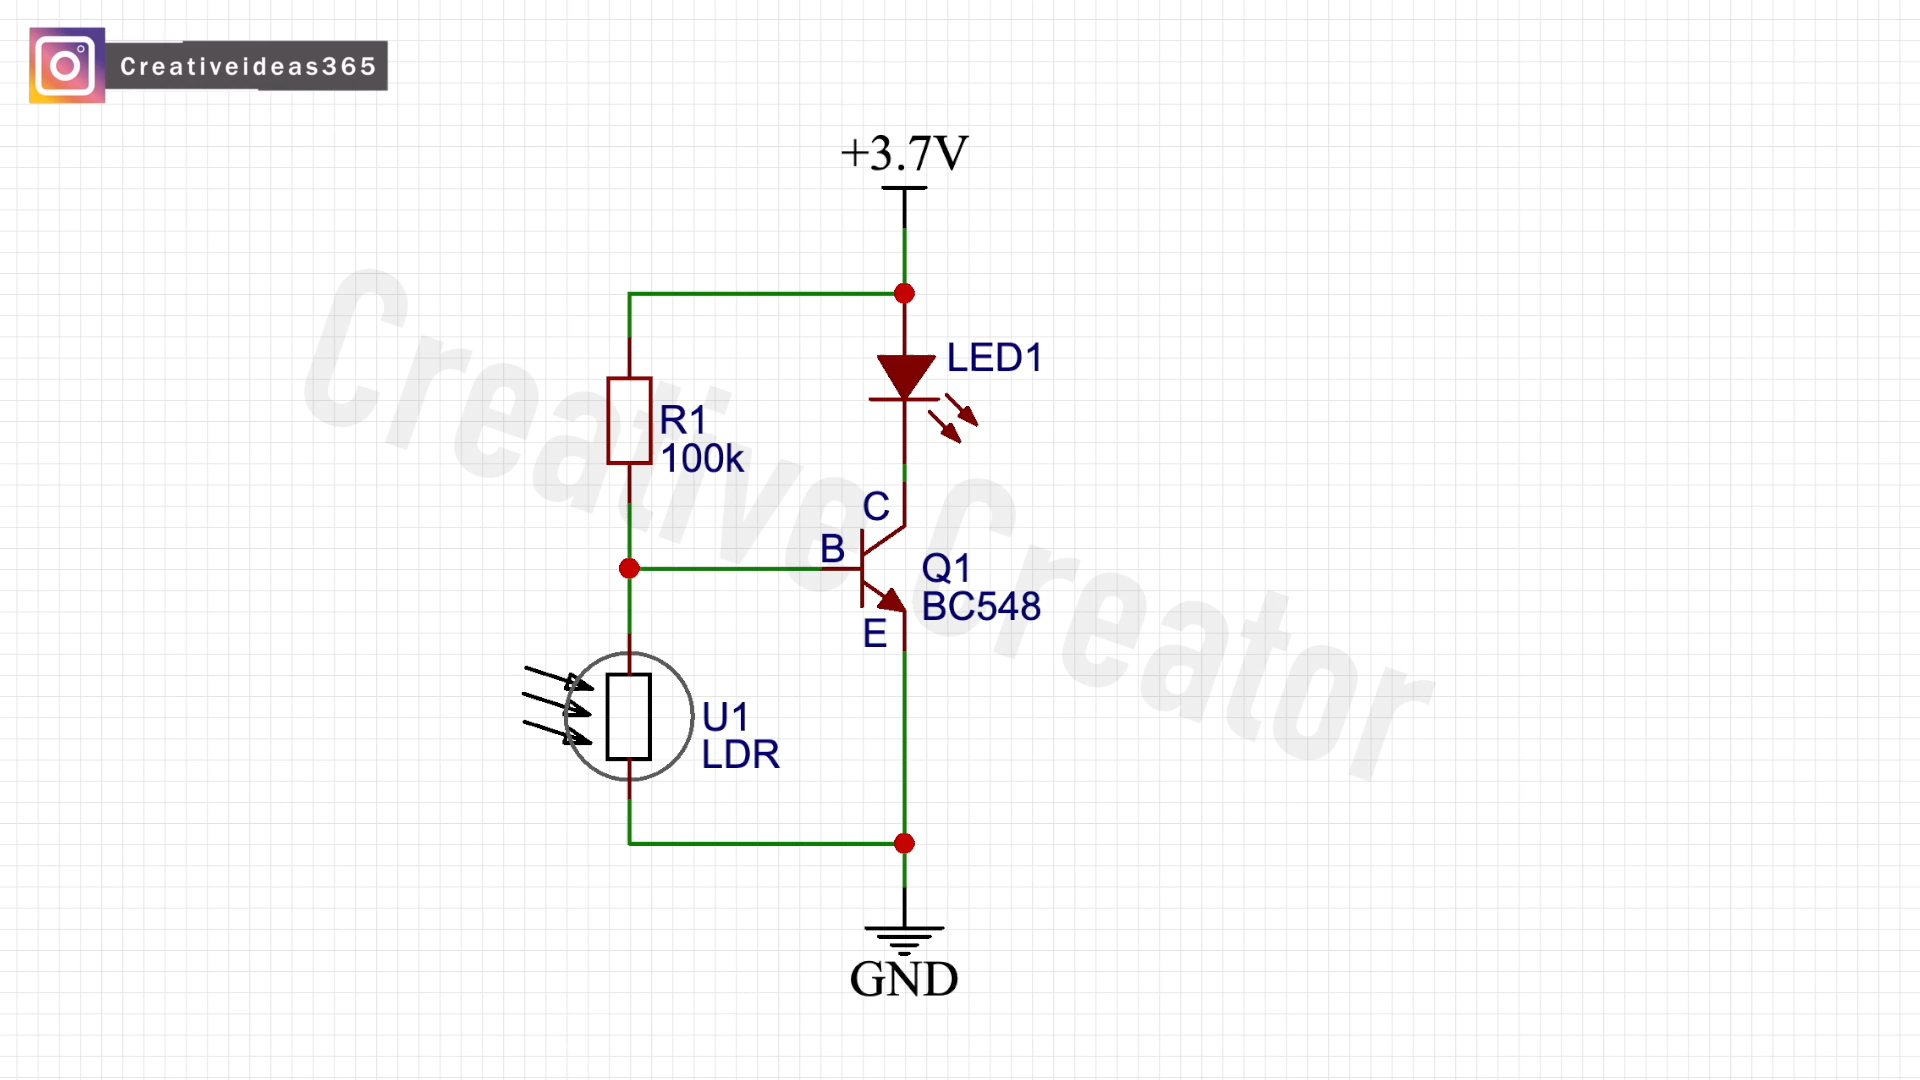 Creativeideas365
+3.7V
LED1
R1
100k
C
B
Q1
BC548
E
U1
LDR
GND
Creative Creator